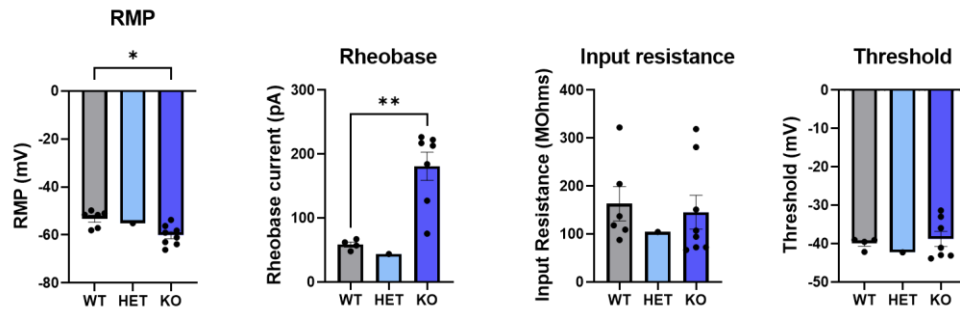 RMP
*
RMP (mV)
0
-20
-40
-60
-80
WT HET KO
Rheobase
**
Rheobase current (pA)
300
200
100
0
WT HET KO
Input resistance
Input Resistance (MOhms)
400
300
200
100
0
WT HET KO
Threshold
Threshold (mV)
0
-10
-20
-30
-40
-50
WT HET KO